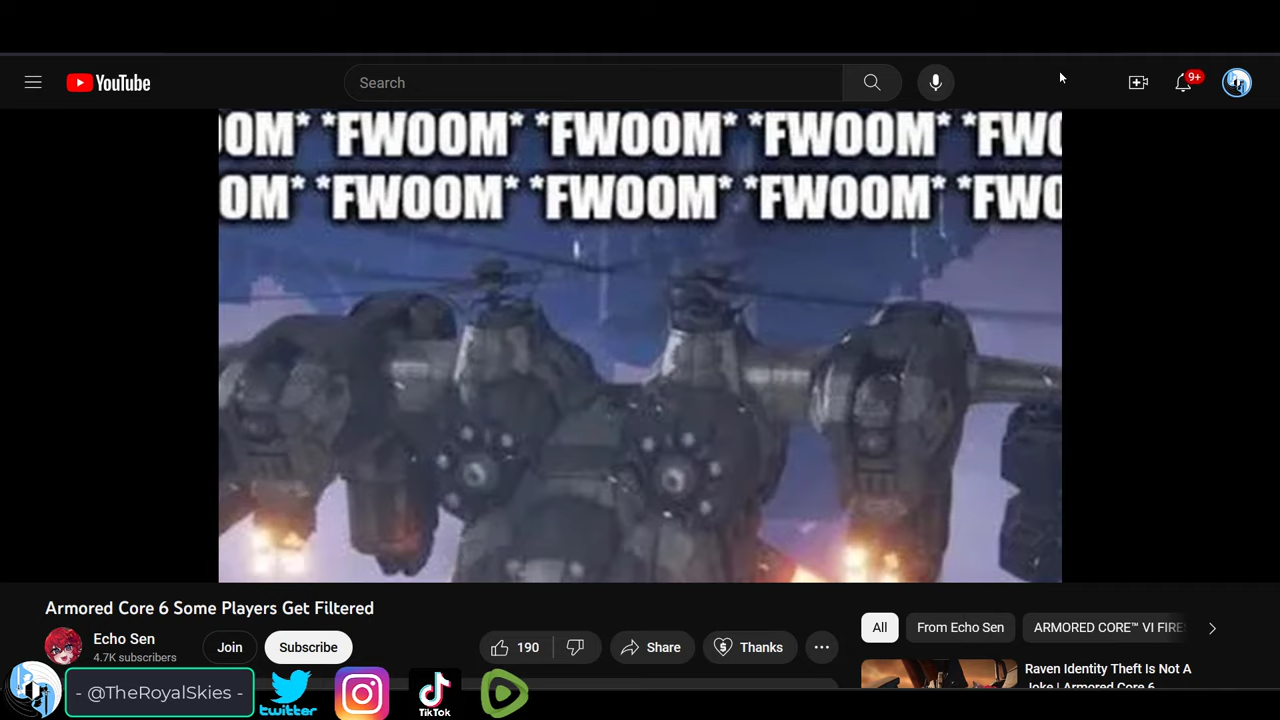 YouTube
Search
9+
OM* *FWOOM* *FWOOM* *FWOOM* *FWO
OOM* *FWOOM* *FWOOM* *FWOOM* *FWO
Armored Core 6 Some Players Get Filtered
Echo Sen
4.7K subscribers
Join
Subscribe
190
Share
Thanks
All
From Echo Sen
ARMORED CORE™ VI FIRES
Raven Identity Theft Is Not A
Joke | Armored Core 6
- @TheRoyalSkies -
twitter
TikTok